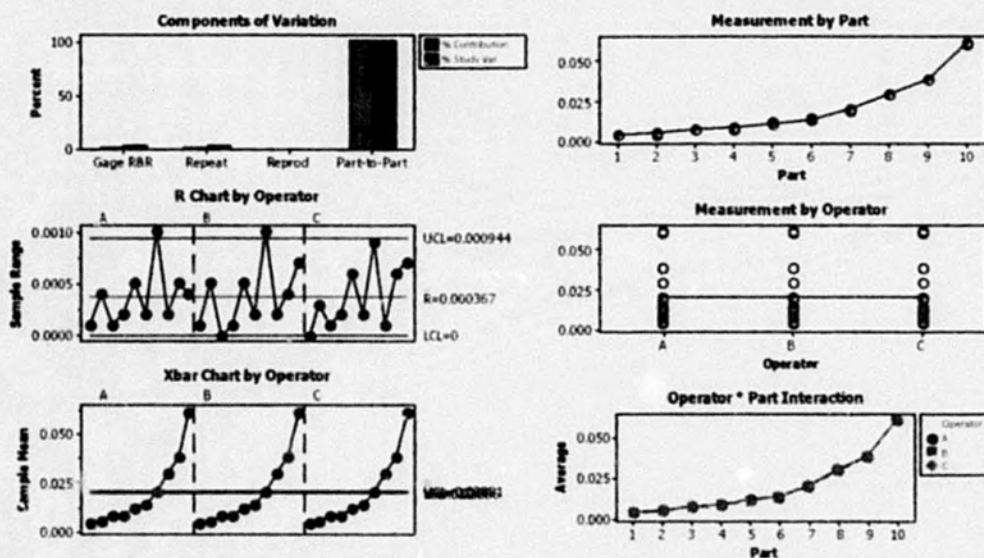 Components of Variation
100
50
0
Percent
Gage R&R Repeat Reprod Part-to-Part
% Contribution
% Study Var
Measurement by Part
0.050
0.025
0.000
1 2 3 4 5 6 7 8 9 10
Part
R Chart by Operator
A B C
0.0010
0.0005
0.0000
Sample Range
UCL=0.000944
R=0.000367
LCL=0
Measurement by Operator
0.050
0.025
0.000
A B C
Operator
Xbar Chart by Operator
A B C
0.050
0.025
0.000
Sample Mean
Operator * Part Interaction
0.050
0.025
0.000
Average
1 2 3 4 5 6 7 8 9 10
Part
Operator
A
B
C